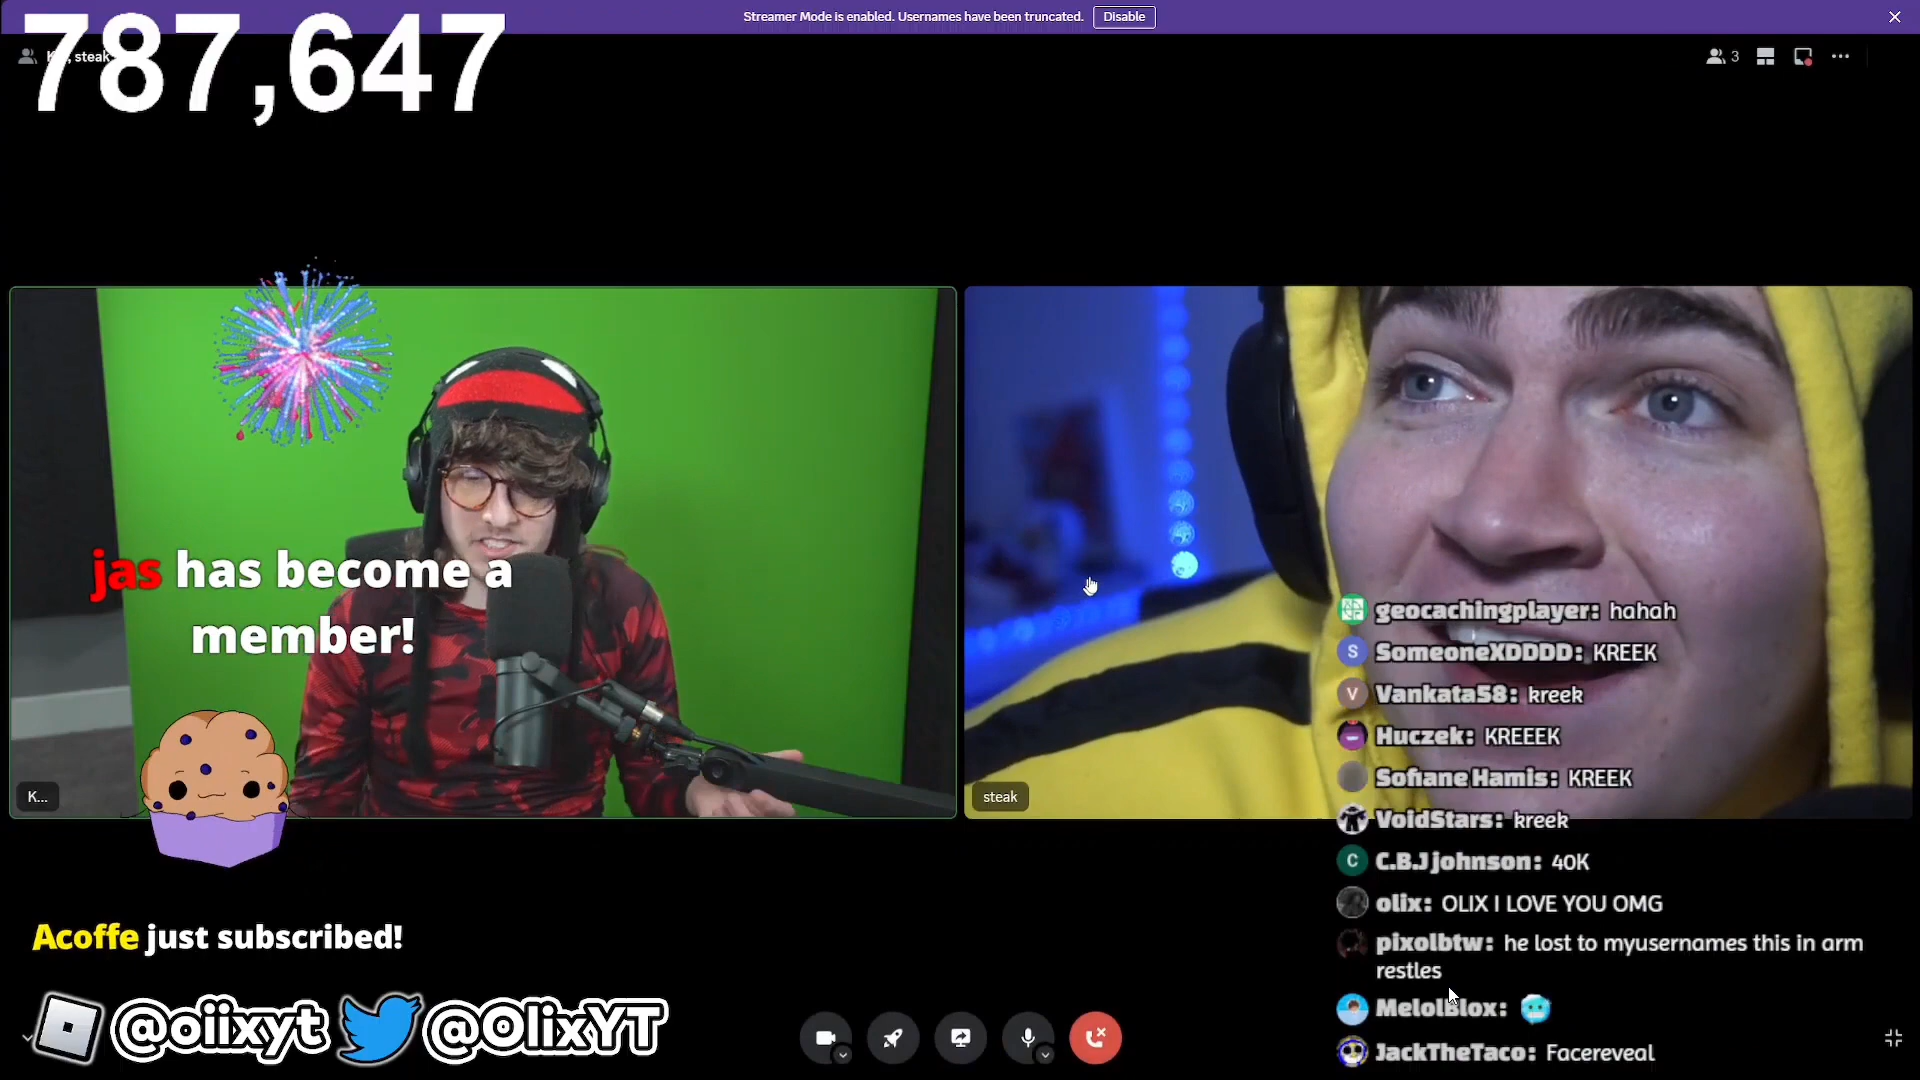 Streamer Mode is enabled. Usernames have been truncated. Disable
787,647
, steak
3
jas has become a
member!
K...
steak
geocachingplayer: hahah
S SomeoneXDDDD: KREEK
V Vankata58: kreek
Huczek: KREEEK
Sofiane Hamis: KREEK
VoidStars: kreek
C C.B.J johnson: 40K
olix: OLIX I LOVE YOU OMG
pixolbtw: he lost to myusernames this in arm
restles
MelolBlox: 🥶
JackTheTaco: Facereveal
Acoffe just subscribed!
@oiixyt @OlixYT